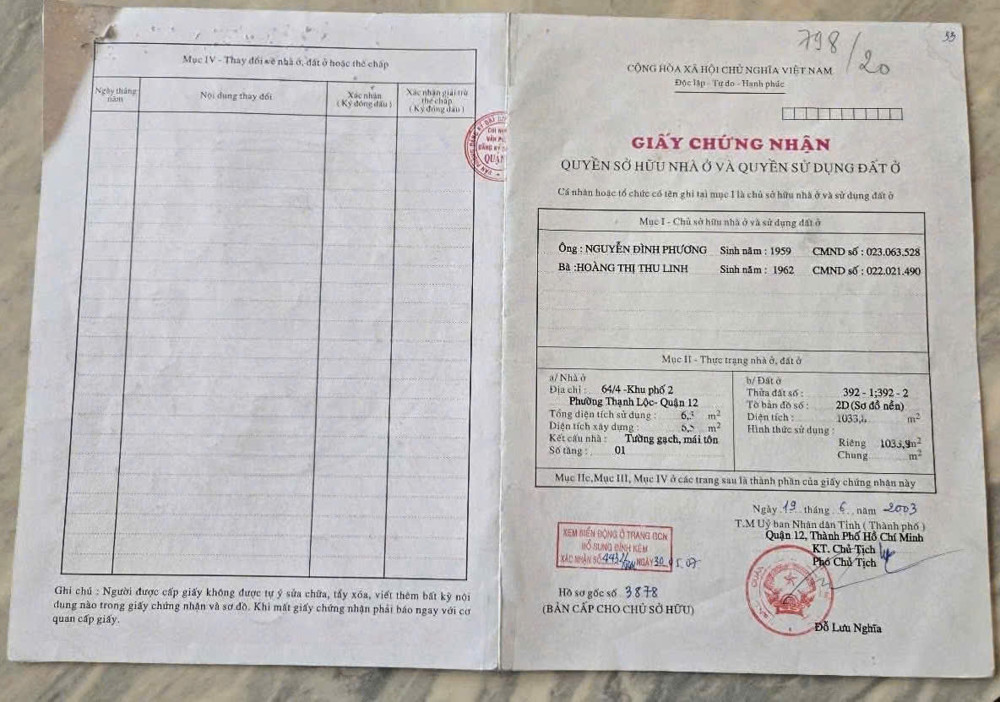 Mục IV - Thay đổi về nhà ở, đất ở hoặc thế chấp
Ngày tháng năm
Nội dung thay đổi
Xác nhận
( Ký đóng dấu )
Xác nhận giải trừ thế chấp
( Ký đóng dấu )
Ghi chú : Người được cấp giấy không được tự ý sửa chữa, tẩy xóa, viết thêm bất kỳ nội
dung nào trong giấy chứng nhận và sơ đồ. Khi mất giấy chứng nhận phải báo ngay với cơ
quan cấp giấy.
798/20
33
CỘNG HÒA XÃ HỘI CHỦ NGHĨA VIỆT NAM
Độc lập - Tự do - Hạnh phúc
GIẤY CHỨNG NHẬN
QUYỀN SỞ HỮU NHÀ Ở VÀ QUYỀN SỬ DỤNG ĐẤT Ở
Cá nhân hoặc tổ chức có tên ghi tại mục I là chủ sở hữu nhà ở và sử dụng đất ở
Mục I - Chủ sở hữu nhà ở và sử dụng đất ở
Ông : NGUYỄN ĐÌNH PHƯƠNG Sinh năm : 1959 CMND số : 023.063.528
Bà :HOÀNG THỊ THU LINH Sinh năm : 1962 CMND số : 022.021.490
Mục II - Thực trạng nhà ở, đất ở
a/ Nhà ở
Địa chỉ : 64/4 -Khu phố 2
Phường Thạnh Lộc- Quận 12
Tổng diện tích sử dụng : m2
Diện tích xây dựng : m2
Kết cấu nhà : Tường gạch, mái tôn
Số tầng : 01
b/ Đất ở
Thửa đất số : 392 - 1;392 - 2
Tờ bản đồ số : 2D(Sơ đồ nền)
Diện tích : m2
Hình thức sử dụng :
Riêng 1033,9m2
Chung m2
Mục IIc,Mục III, Mục IV ở các trang sau là thành phần của giấy chứng nhận này
Ngày 19 tháng 6 năm 2003
T.M Uỷ ban Nhân dân Tỉnh ( Thành phố )
Quận 12, Thành Phố Hồ Chí Minh
KT. Chủ Tịch
Phó Chủ Tịch
Đỗ Lưu Nghĩa
XEM BIẾN ĐỘNG Ở TRANG GCN
BỔ SUNG ĐÍNH KÈM
XÁC NHẬN SỐ NGÀY 30
Hồ sơ gốc số 3878
(BẢN CẤP CHO CHỦ SỞ HỮU)